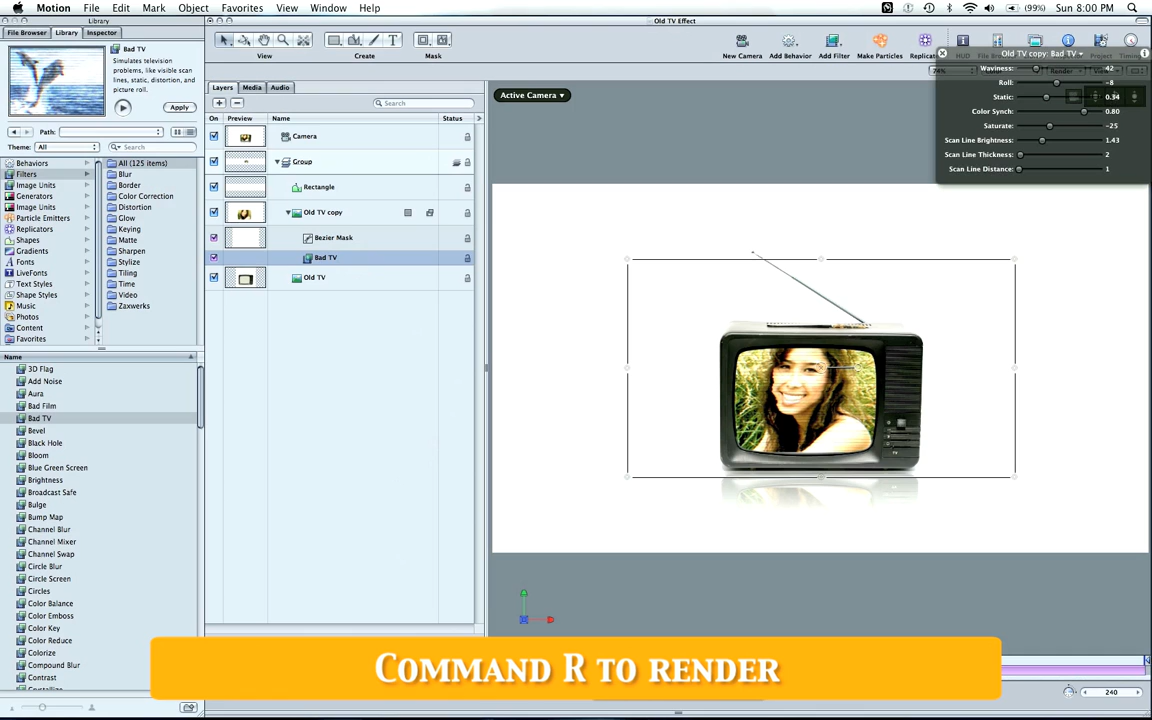 Motion File Edit Mark Object Favorites View Window Help (99%) Sun 8:00 PM
Library
Old TV Effect
File Browser Library Inspector
Bad TV
Simulates
television
problems, like visible scan
lines, static, distortion, and
picture roll.
Apply
Path:
Theme: All Search
Behaviors
Filters
Image Units
Generators
Image Units
Particle Emitters
Replicators
Shapes
Gradients
Fonts
LiveFonts
Text Styles
Shape Styles
Music
Photos
Content
Favorites
All (125 items)
Blur
Border
Color Correction
Distortion
Glow
Keying
Matte
Sharpen
Stylize
Tiling
Time
Video
Zaxwerks
Name
3D Flag
Add Noise
Aura
Bad Film
Bad TV
Bevel
Black Hole
Bloom
Blue Green Screen
Brightness
Broadcast Safe
Bulge
Bump Map
Channel Blur
Channel Mixer
Channel Swap
Circle Blur
Circle Screen
Circles
Color Balance
Color Emboss
Color Key
Color Reduce
Colorize
Compound Blur
Contrast
View Create Mask
New Camera Add Behavior Add Filter Make Particles
Layers Media Audio
Search
On Preview Name Status
Camera
Group
Rectangle
Old TV copy
Bezier Mask
Bad TV
Old TV
Active Camera
Old TV copy: Bad TV
Waviness: 42
Roll: -8
Static: 0.34
Color Synch: 0.80
Saturate: -25
Scan Line Brightness: 1.43
Scan Line Thickness: 2
Scan Line Distance: 1
240
Command R to render